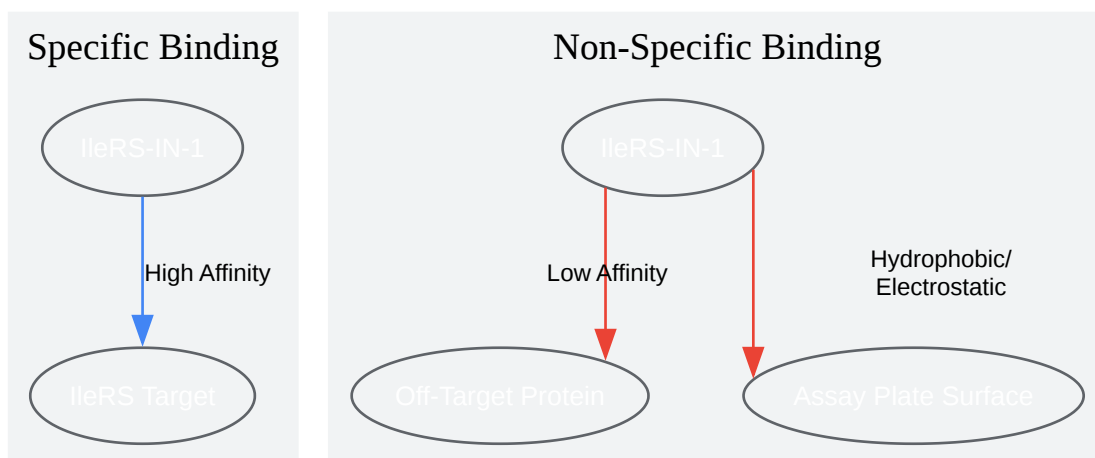 Specific Binding
IleRS-IN-1
High Affinity
IleRS Target
Non-Specific Binding
IleRS-IN-1
Low Affinity
Hydrophobic/
Electrostatic
Off-Target Protein
Assay Plate Surface